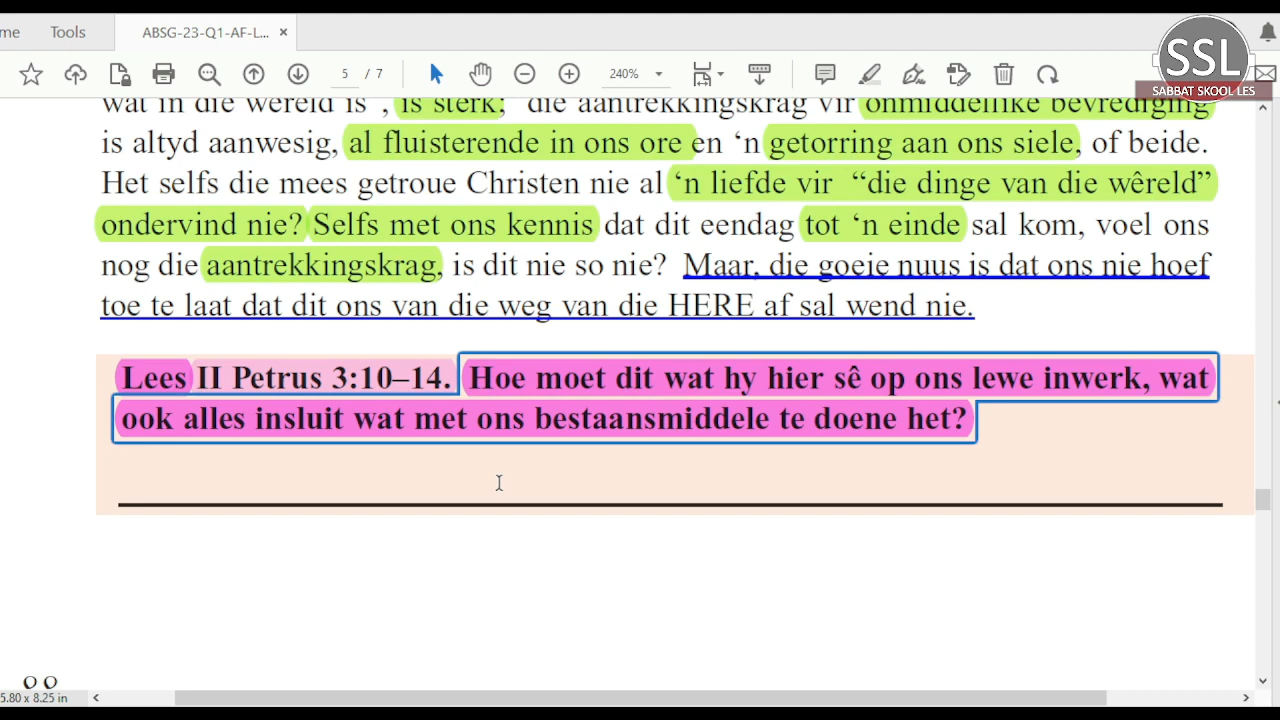 me Tools ABSG-23-Q1-AF-L... ×
SSL
SABBAT SKOOL LES
5 / 7 240%
wat in die wêreld is”, is sterk; die aantrekkingskrag vir onmiddellike bevrediging
is altyd aanwesig, al fluisterende in ons ore en ‘n getorring aan ons siele, of beide.
Het selfs die mees getroue Christen nie al ‘n liefde vir “die dinge van die wêreld”
ondervind nie? Selfs met ons kennis dat dit eendag tot ‘n einde sal kom, voel ons
nog die aantrekkingskrag, is dit nie so nie? Maar, die goeie nuus is dat ons nie hoef
toe te laat dat dit ons van die weg van die HERE af sal wend nie.
Lees II Petrus 3:10–14. Hoe moet dit wat hy hier sê op ons lewe inwerk, wat
ook alles insluit wat met ons bestaansmiddele te doene het?
5.80 x 8.25 in